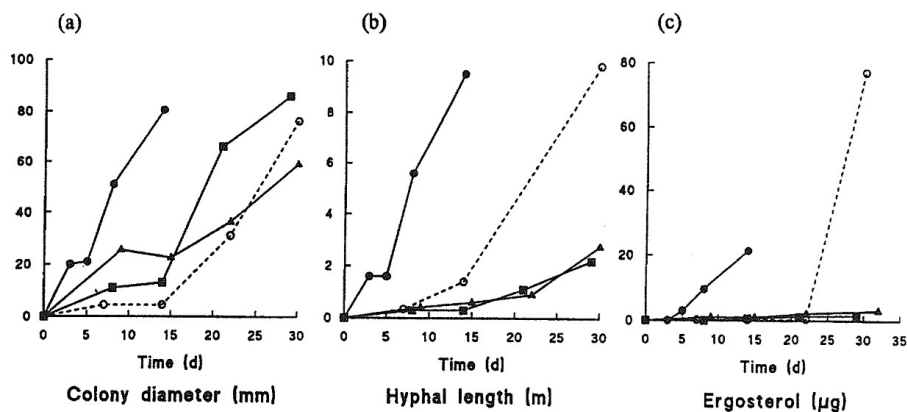 (a) (b) (c)
100 10 80
80 8 60
60 6
40 4 40
20 2 20
0 0 0
0 5 10 15 20 25 30 0 5 10 15 20 25 30 0 5 10 15 20 25 30 35
Time (d) Time (d) Time (d)
Colony diameter (mm) Hyphal length (m) Ergosterol (µg)